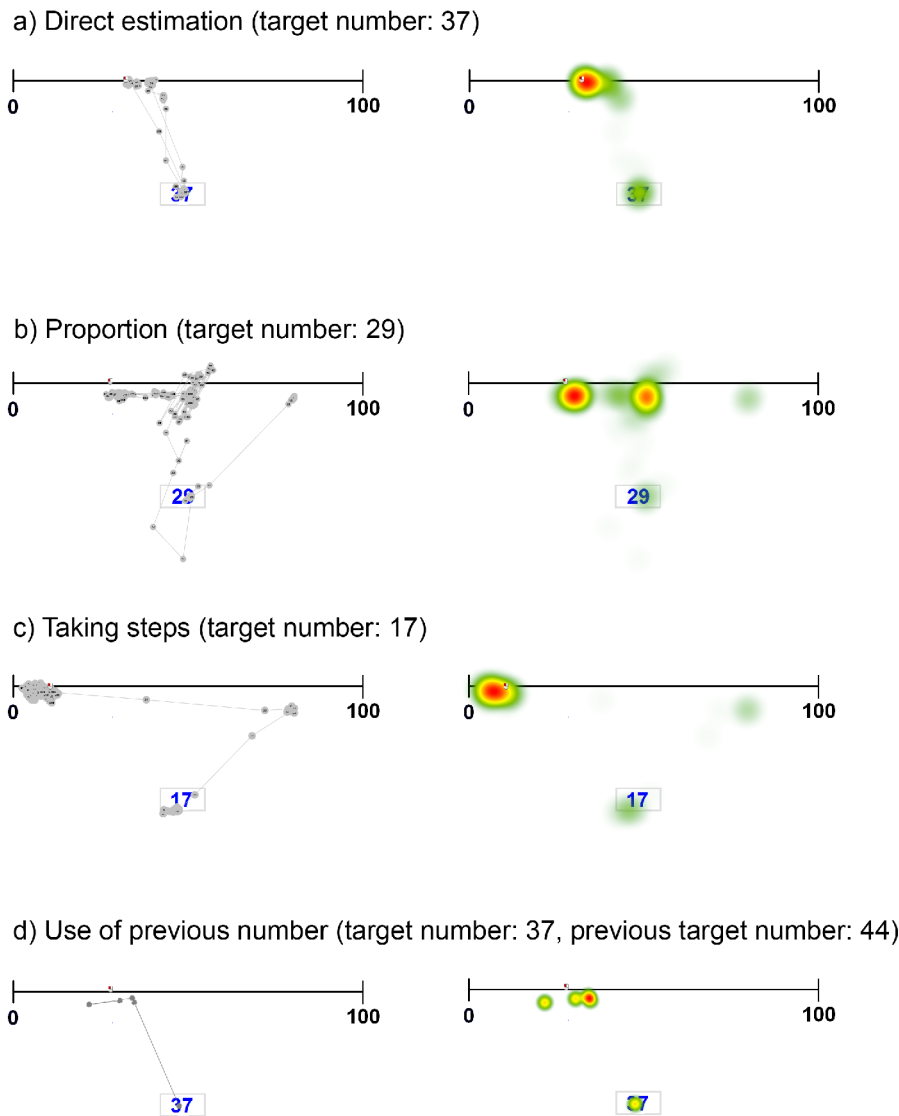 a) Direct estimation (target number: 37)
0 100 0 100
37 37
b) Proportion (target number: 29)
0 100 0 100
29 29
c) Taking steps (target number: 17)
0 100 0 100
17 17
d) Use of previous number (target number: 37, previous target number: 44)
0 100 0 100
37 37